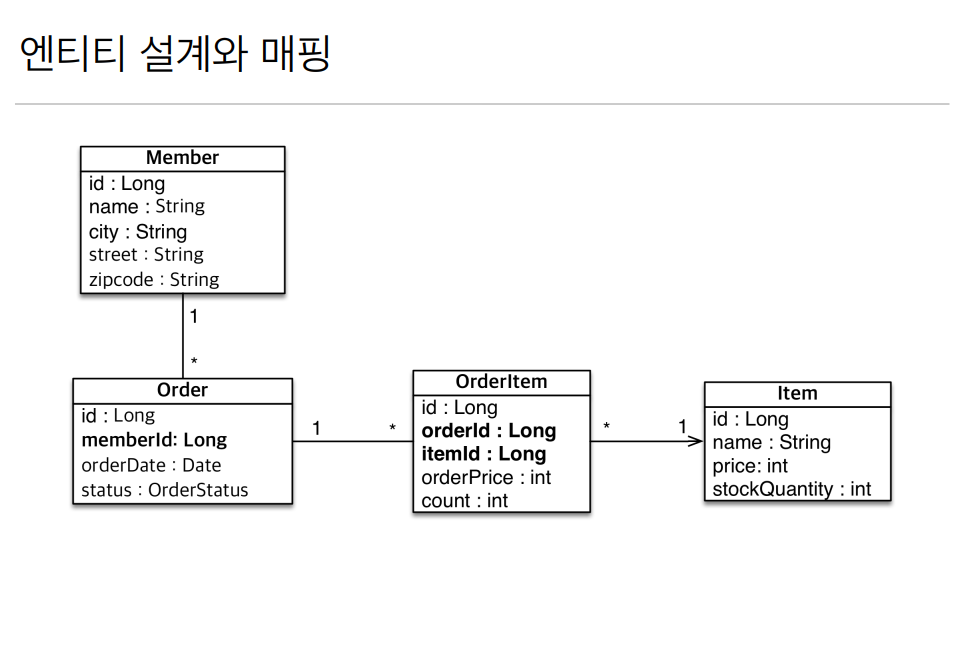 엔티티 설계와 매핑
Member
id : Long
name : String
city : String
street : String
zipcode : String
1
*
Order
id : Long
memberId: Long
orderDate : Date
status : OrderStatus
1
*
OrderItem
id : Long
orderId : Long
itemId : Long
orderPrice : int
count : int
*
1
Item
id : Long
name : String
price: int
stockQuantity : int